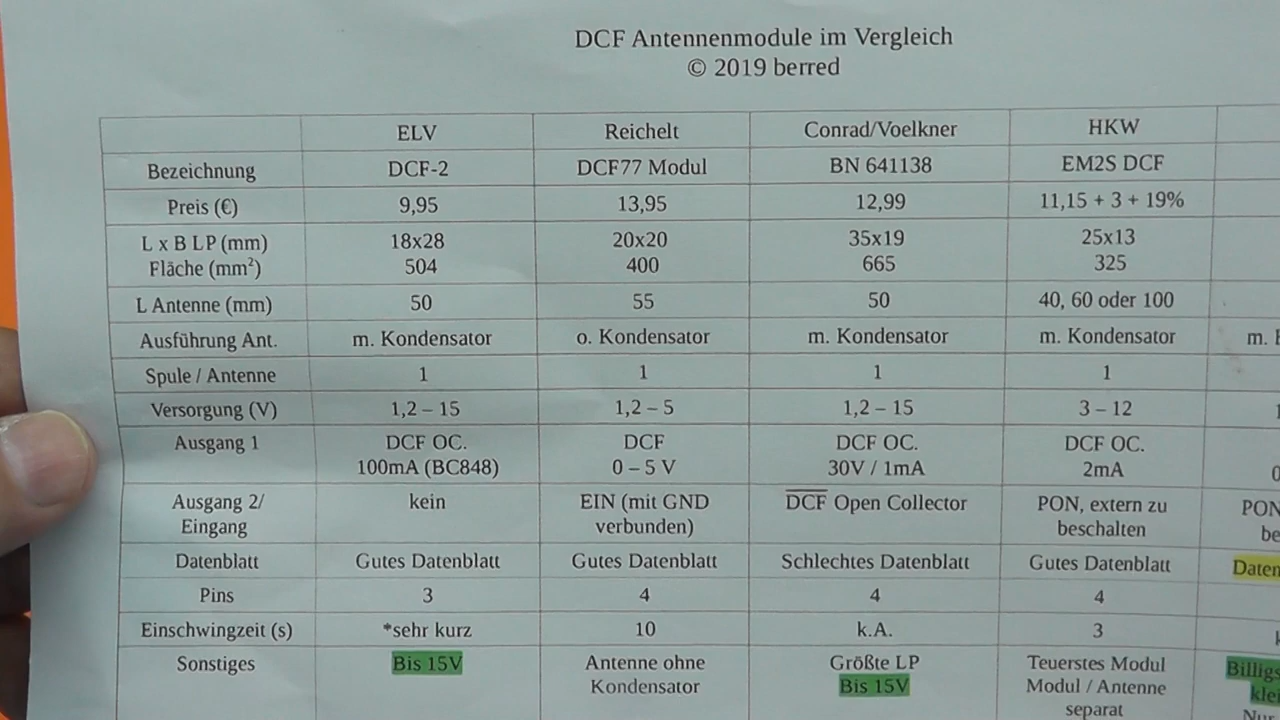 DCF Antennenmodule im Vergleich
© 2019 berred
ELV Reichelt Conrad/Voelkner HKW
Bezeichnung DCF-2 DCF77 Modul BN 641138 EM2S DCF
Preis (€) 9,95 13,95 12,99 11,15 + 3 + 19%
L x B LP (mm) 18x28 20x20 35x19 25x13
Fläche (mm²) 504 400 665 325
L Antenne (mm) 50 55 50 40, 60 oder 100
Ausführung Ant. m. Kondensator o. Kondensator m. Kondensator m. Kondensator m.
Spule / Antenne 1 1 1 1
Versorgung (V) 1,2 – 15 1,2 – 5 1,2 – 15 3 – 12
Ausgang 1 DCF OC. DCF DCF OC. DCF OC.
100mA (BC848) 0 – 5 V 30V / 1mA 2mA
Ausgang 2/ kein EIN (mit GND D̅C̅F̅ Open Collector PON, extern zu PON
Eingang verbunden) beschalten be
Datenblatt Gutes Datenblatt Gutes Datenblatt Schlechtes Datenblatt Gutes Datenblatt Daten
Pins 3 4 4 4
Einschwingzeit (s) *sehr kurz 10 k.A. 3
Sonstiges Bis 15V Antenne ohne Größte LP Teuerstes Modul Billigs
Kondensator Bis 15V Modul / Antenne klei
separat